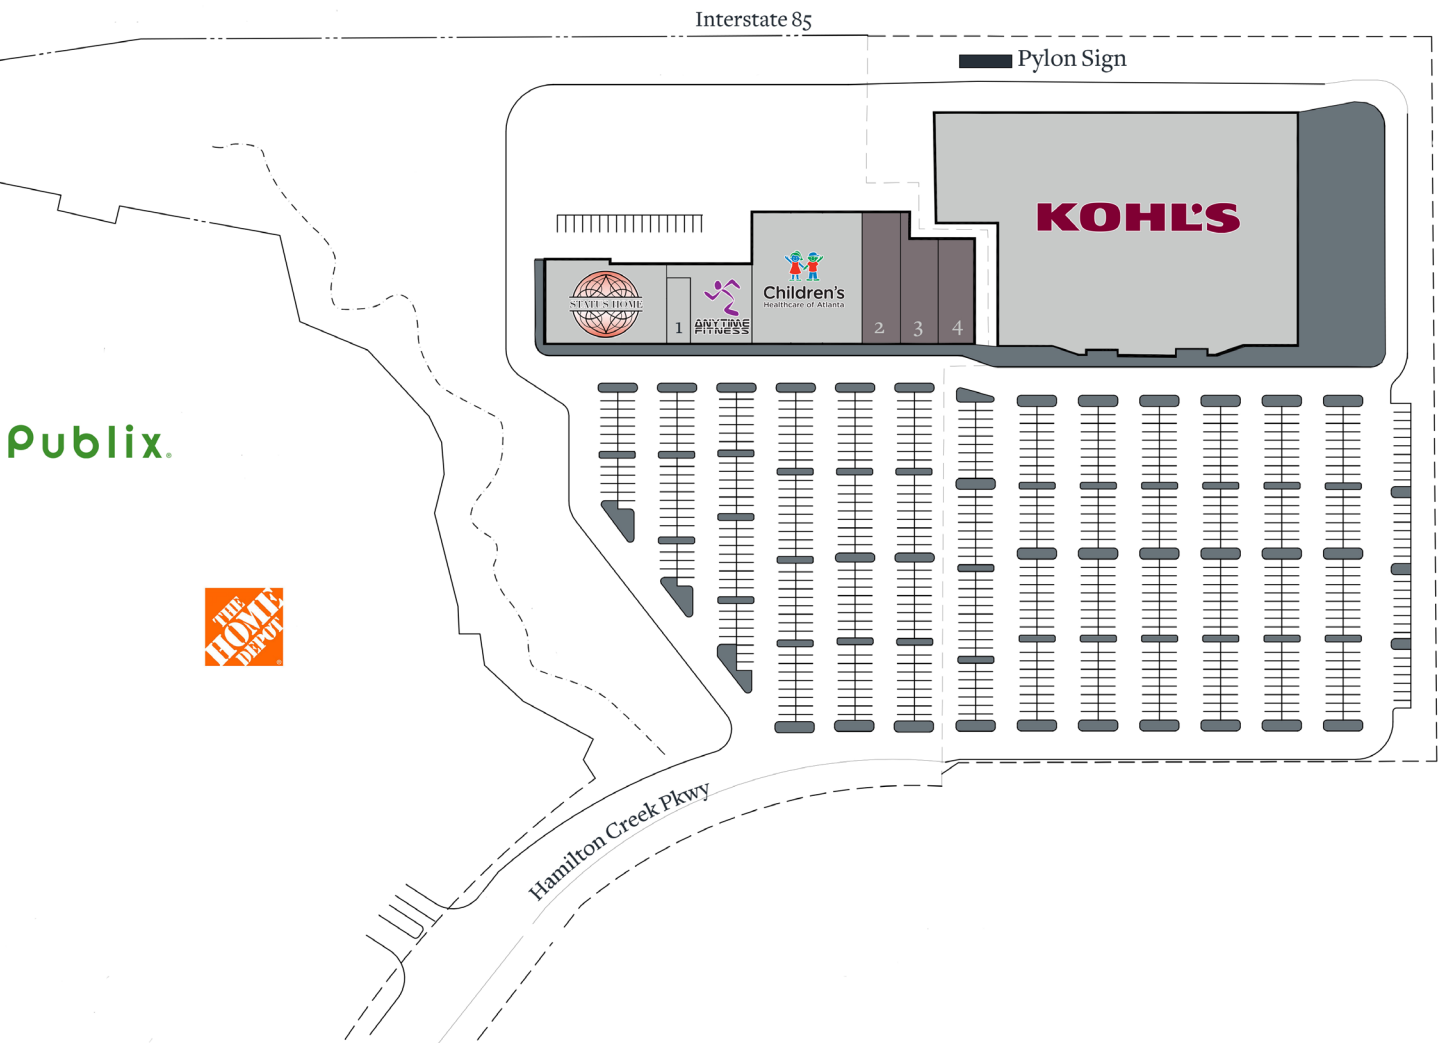 Interstate 85
Pylon Sign
KOHL'S
STATUS HOME
1
ANYTIME
FITNESS
Children's
Healthcare of Atlanta
2
3
4
Publix®
THE
HOME
DEPOT
®
Hamilton Creek Pkwy